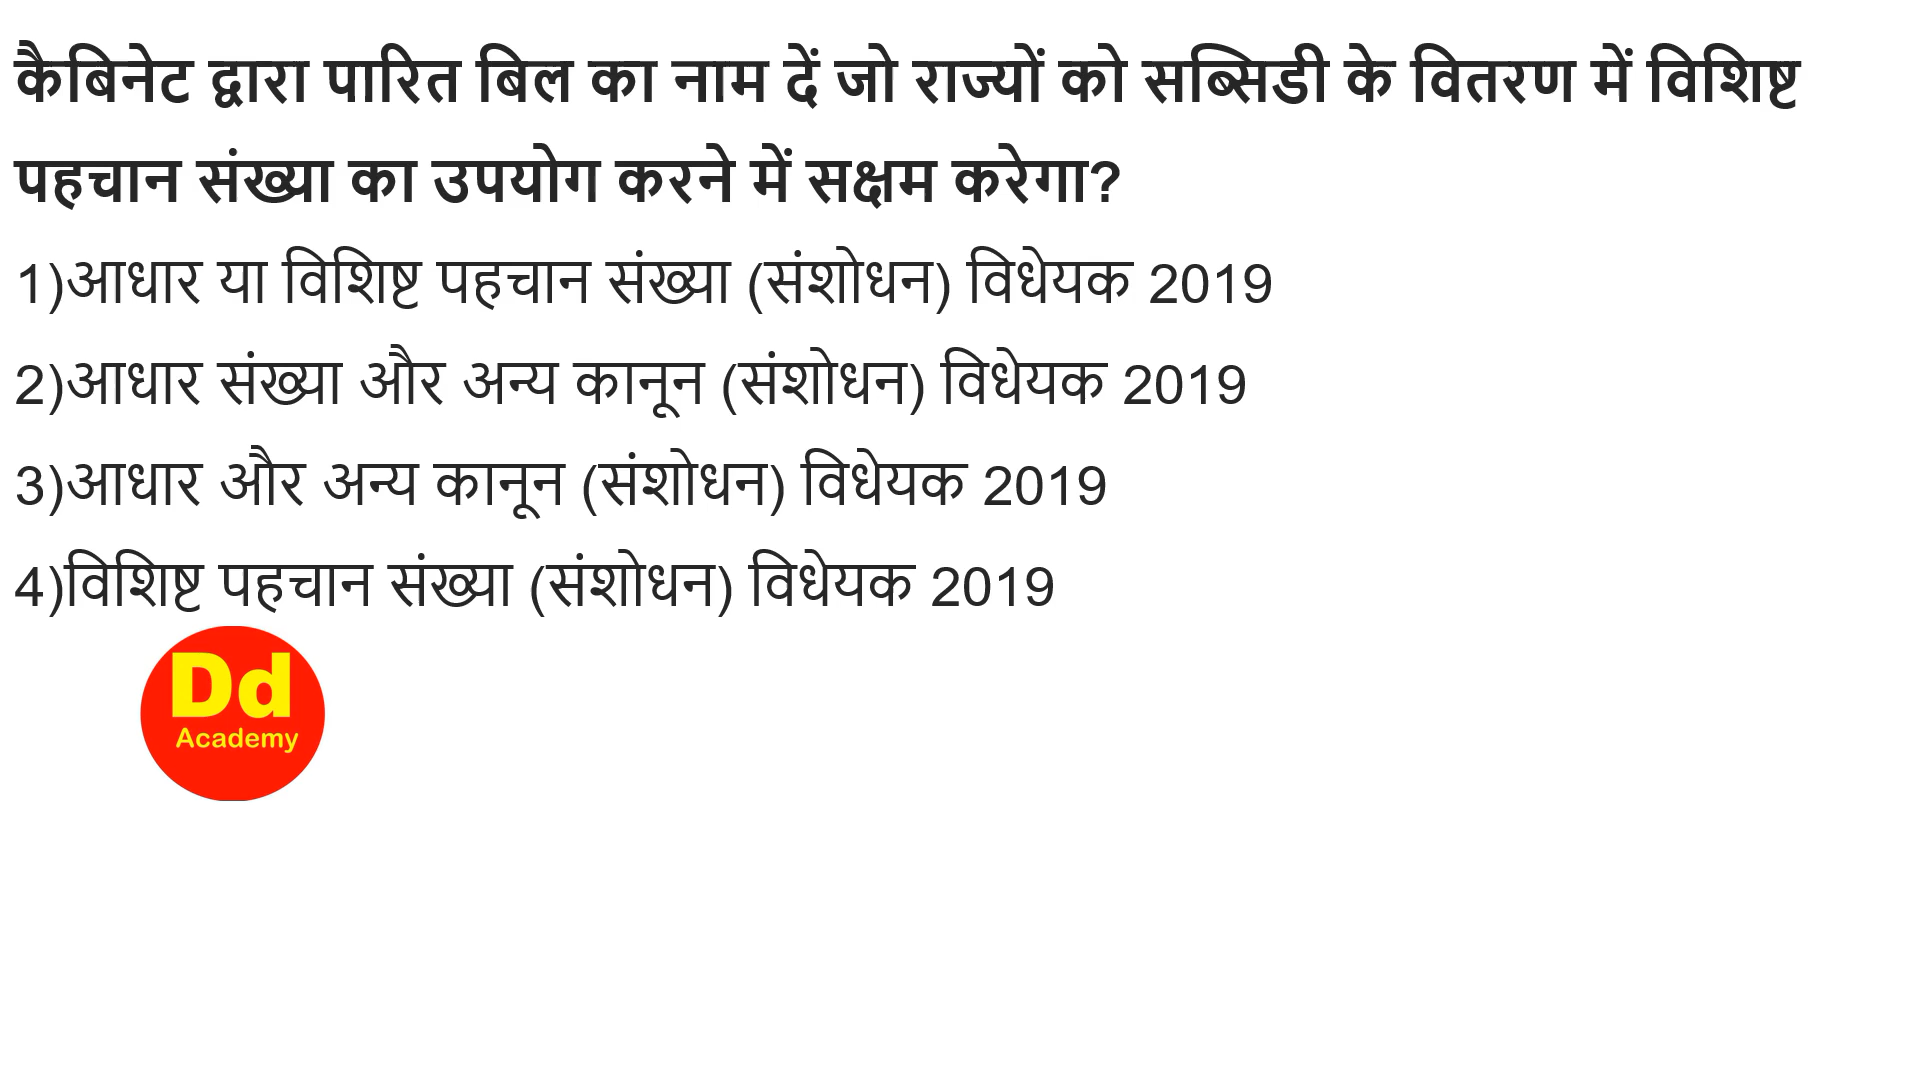 कैबिनेट द्वारा पारित बिल का नाम दें जो राज्यों को सब्सिडी के वितरण में विशिष्ट
पहचान संख्या का उपयोग करने में सक्षम करेगा?
1)आधार या विशिष्ट पहचान संख्या (संशोधन) विधेयक 2019
2)आधार संख्या और अन्य कानून (संशोधन) विधेयक 2019
3)आधार और अन्य कानून (संशोधन) विधेयक 2019
4)विशिष्ट पहचान संख्या (संशोधन) विधेयक 2019
Dd
Academy